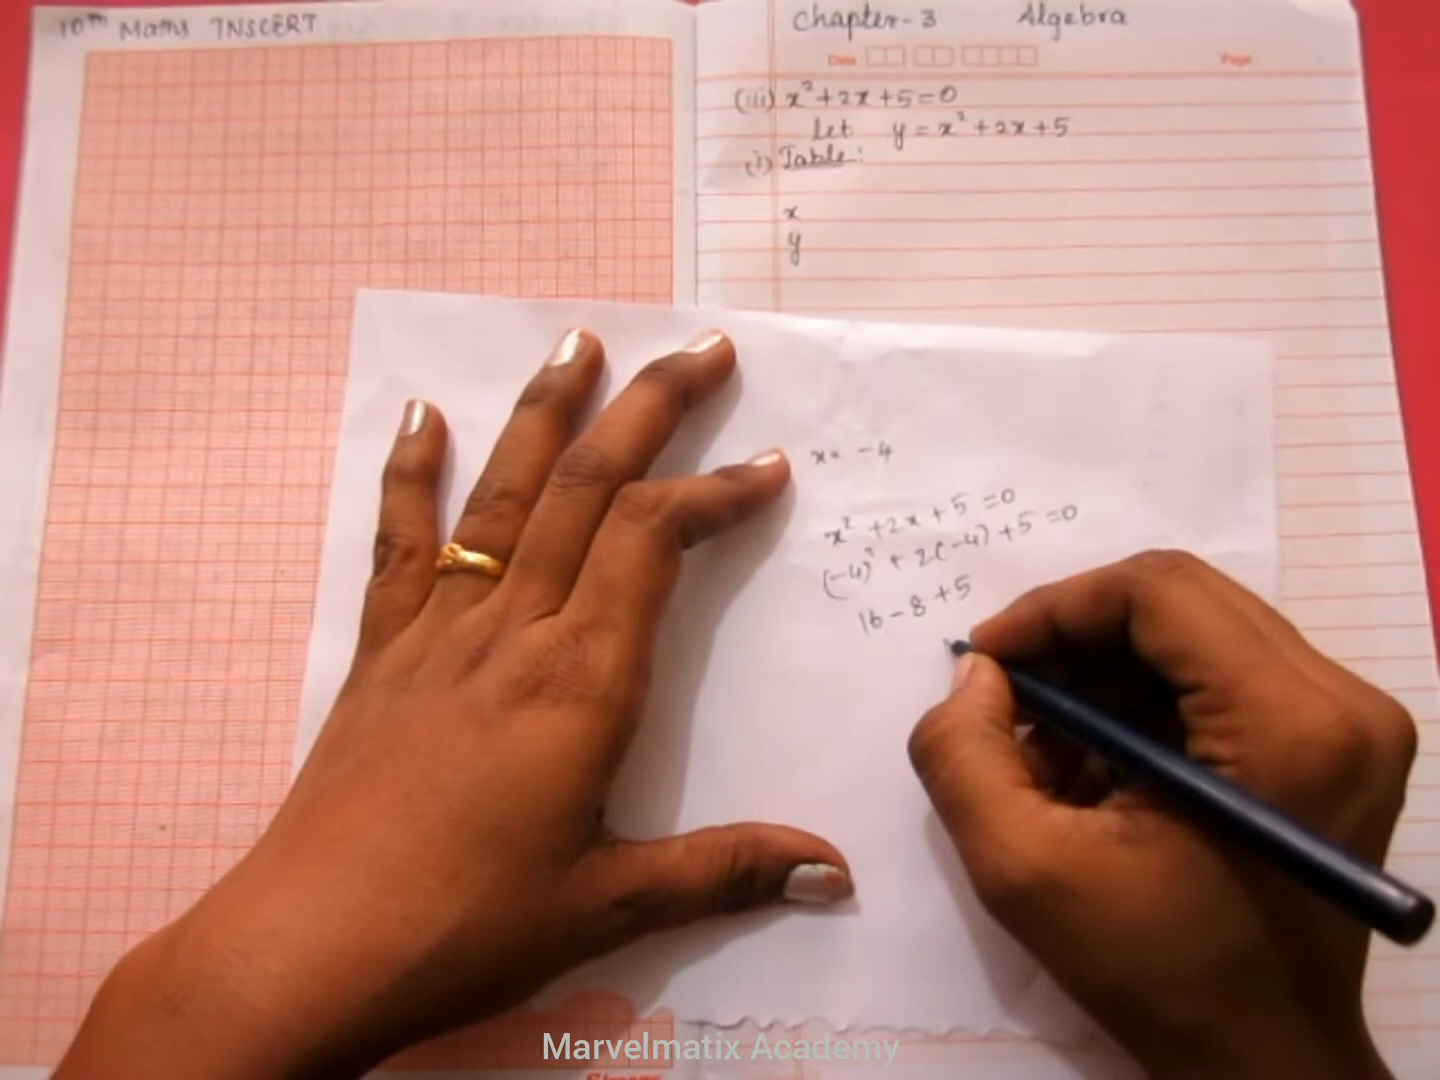 10th Maths TNSCERT
Chapter-3 Algebra
Date
Page
(iii) x²+2x+5=0
Let y=x²+2x+5
(i) Table:
x
y
x= -4
x²+2x+5=0
(-4)²+2(-4)+5=0
16-8+5
Marvelmatix Academy